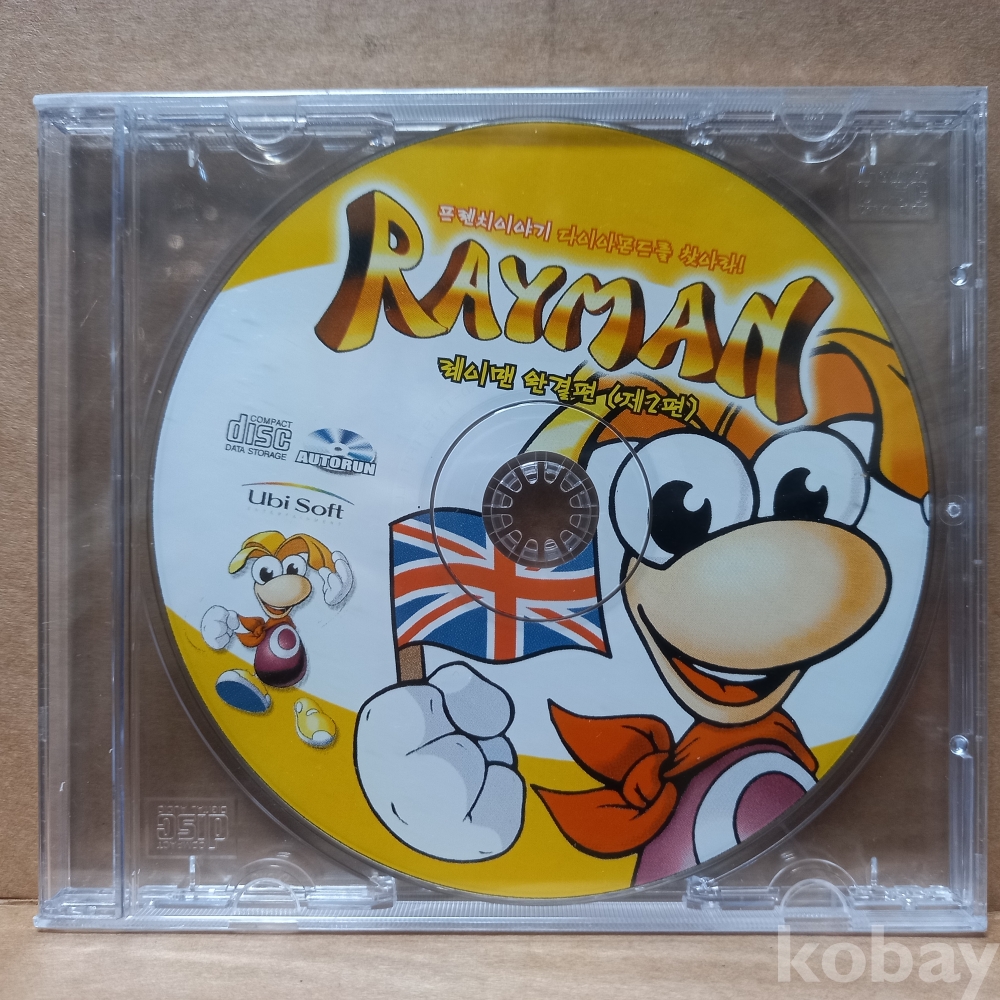 프렌치이야기 다이아몬드를 찾아라!
RAYMAN
레이맨 완결편 (제2편)
COMPACT
disc
DATA STORAGE
AUTORUN
Ubi Soft
disc
kobay